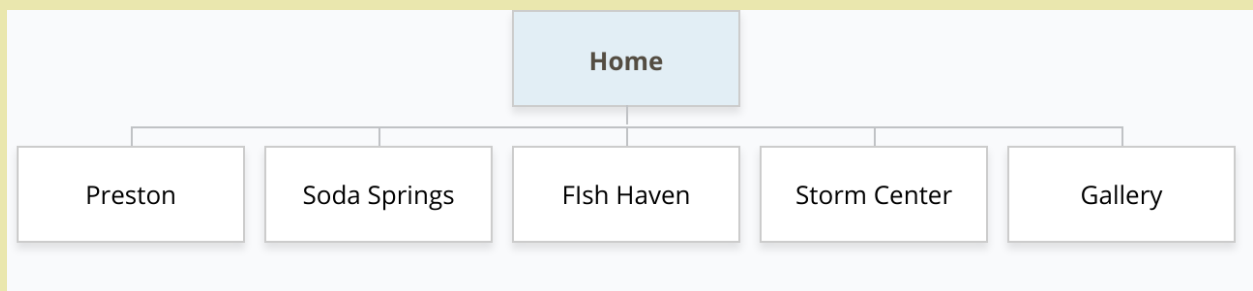 Home
Preston
Soda Springs
FIsh Haven
Storm Center
Gallery